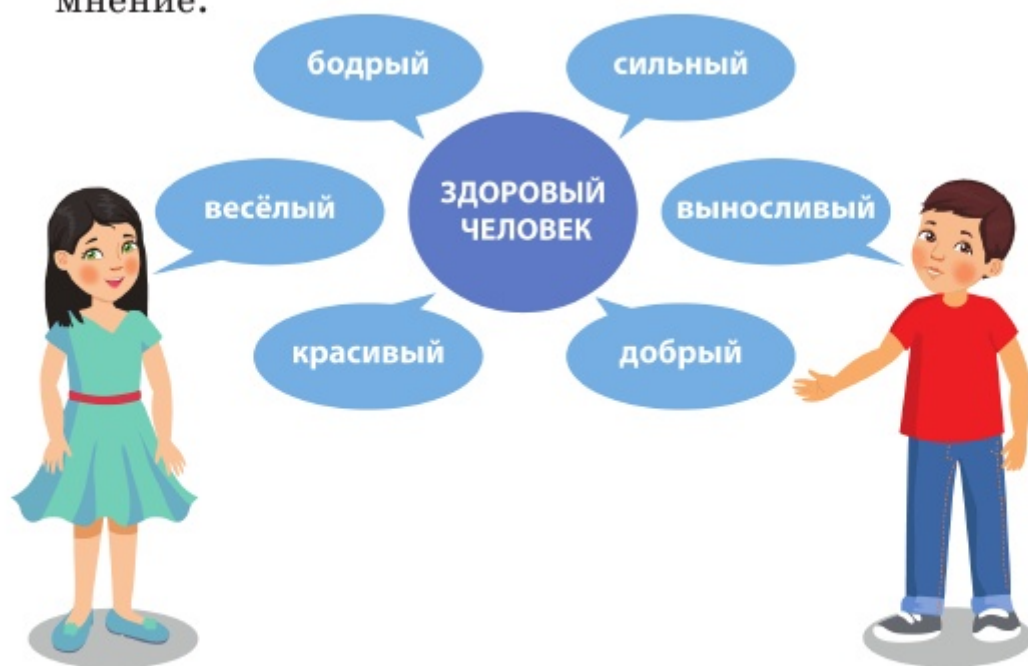 мнение.
бодрый
сильный
весёлый
ЗДОРОВЫЙ
ЧЕЛОВЕК
выносливый
красивый
добрый